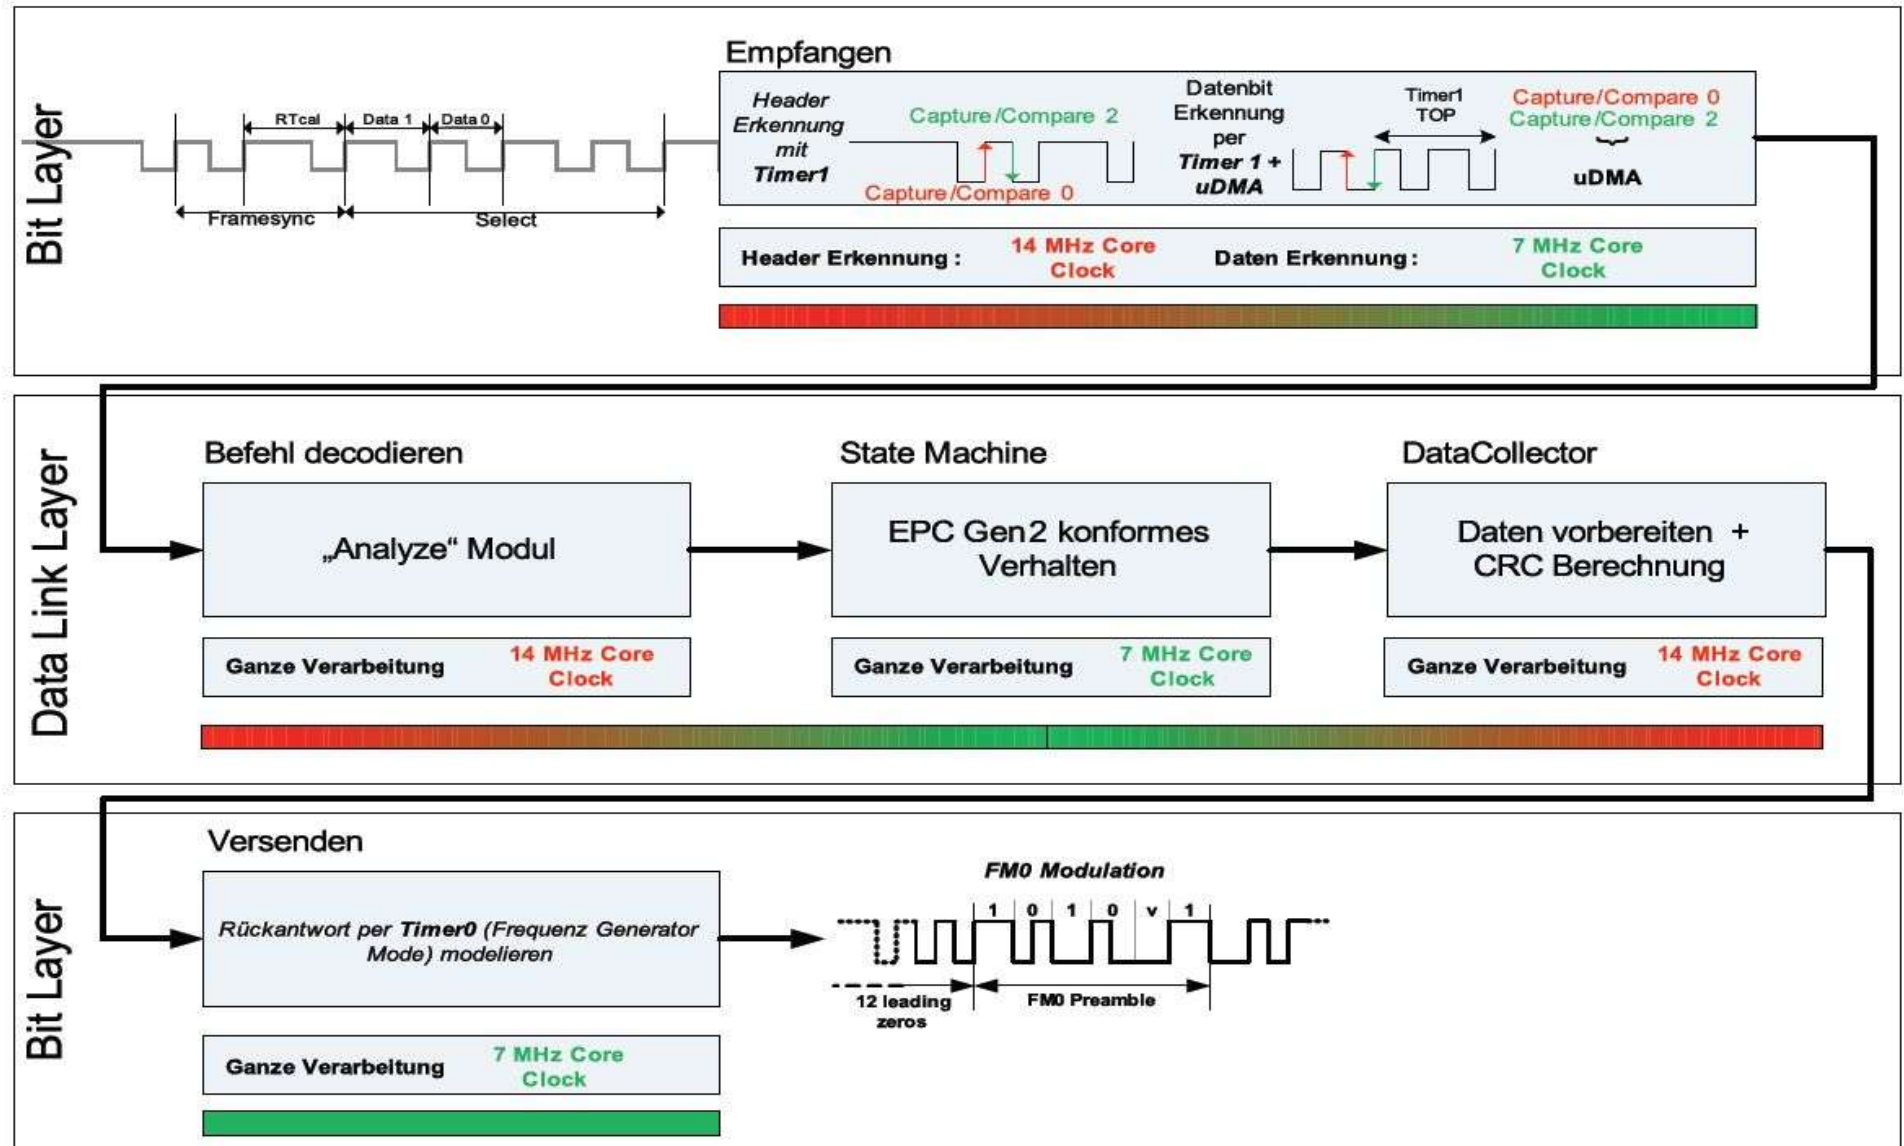 Bit Layer
Empfangen
RTcal
Data 1
Data 0
Framesync
Select
Header
Erkennung
mit
Timer1
Capture/Compare 2
Capture/Compare 0
Datenbit
Erkennung
per
Timer 1 +
uDMA
Timer1
TOP
Capture/Compare 0
Capture/Compare 2
uDMA
Header Erkennung :
14 MHz Core
Clock
Daten Erkennung :
7 MHz Core
Clock
Data Link Layer
Befehl decodieren
„Analyze“ Modul
Ganze Verarbeitung
14 MHz Core
Clock
State Machine
EPC Gen2 konformes
Verhalten
Ganze Verarbeitung
7 MHz Core
Clock
DataCollector
Daten vorbereiten +
CRC Berechnung
Ganze Verarbeitung
14 MHz Core
Clock
Bit Layer
Versenden
Rückantwort per Timer0 (Frequenz Generator
Mode) modelieren
Ganze Verarbeitung
7 MHz Core
Clock
FM0 Modulation
1 0 1 0 v 1
12 leading
zeros
FM0 Preamble